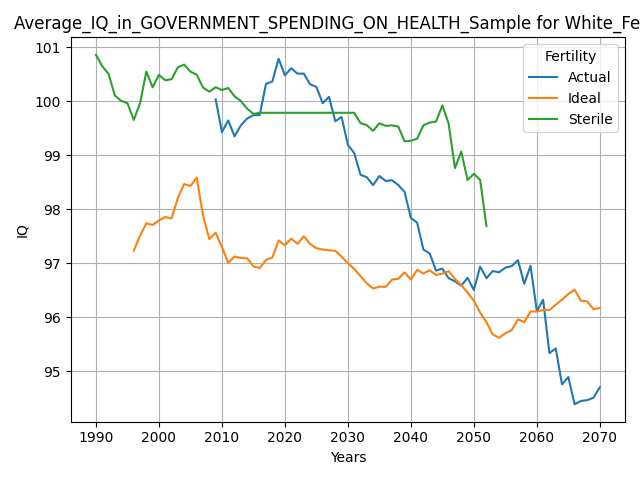 Average_IQ_in_GOVERNMENT_SPENDING_ON_HEALTH_Sample for White_Fe
Fertility
Actual
Ideal
Sterile
101
100
99
98
97
96
95
IQ
1990 2000 2010 2020 2030 2040 2050 2060 2070
Years